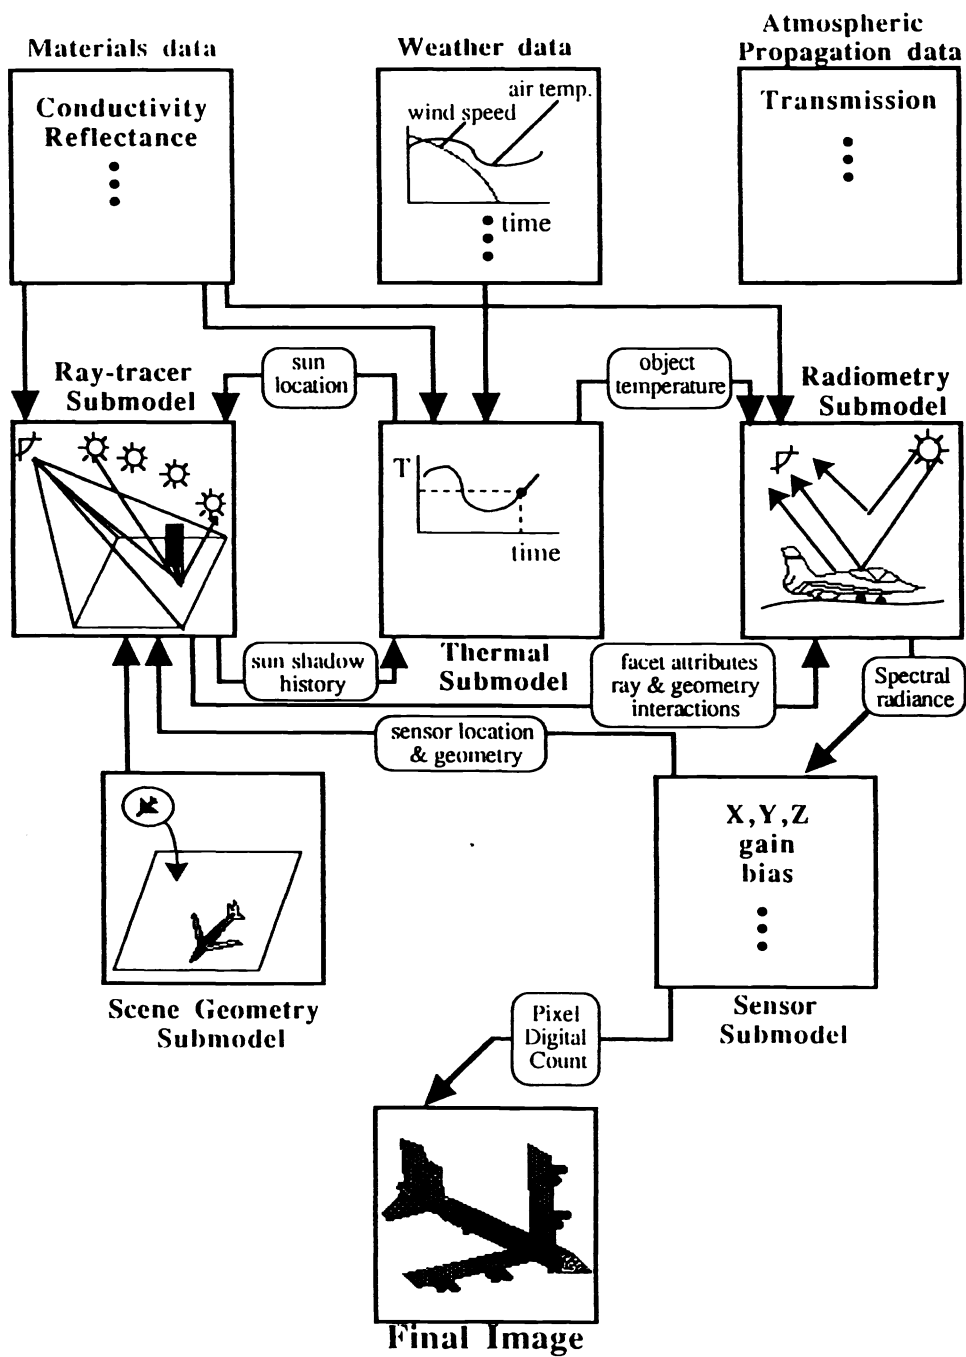 Materials data
Weather data
Atmospheric
Propagation data
Conductivity
Reflectance
air temp.
wind speed
time
Transmission
Ray-tracer
Submodel
sun
location
object
temperature
Radiometry
Submodel
T
time
sun shadow
history
Thermal
Submodel
facet attributes
ray & geometry
interactions
Spectral
radiance
sensor location
& geometry
X,Y,Z
gain
bias
Scene Geometry
Submodel
Sensor
Submodel
Pixel
Digital
Count
Final Image